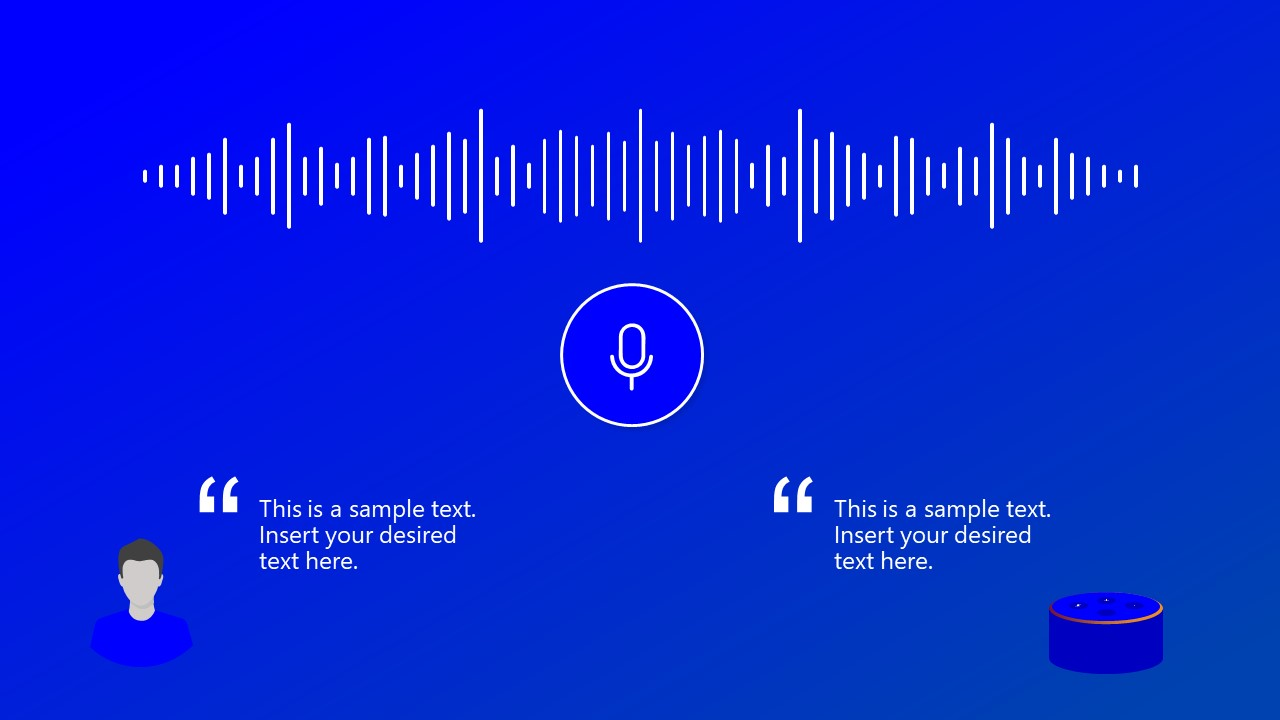 “ This is a sample text.
Insert your desired
text here.
“ This is a sample text.
Insert your desired
text here.